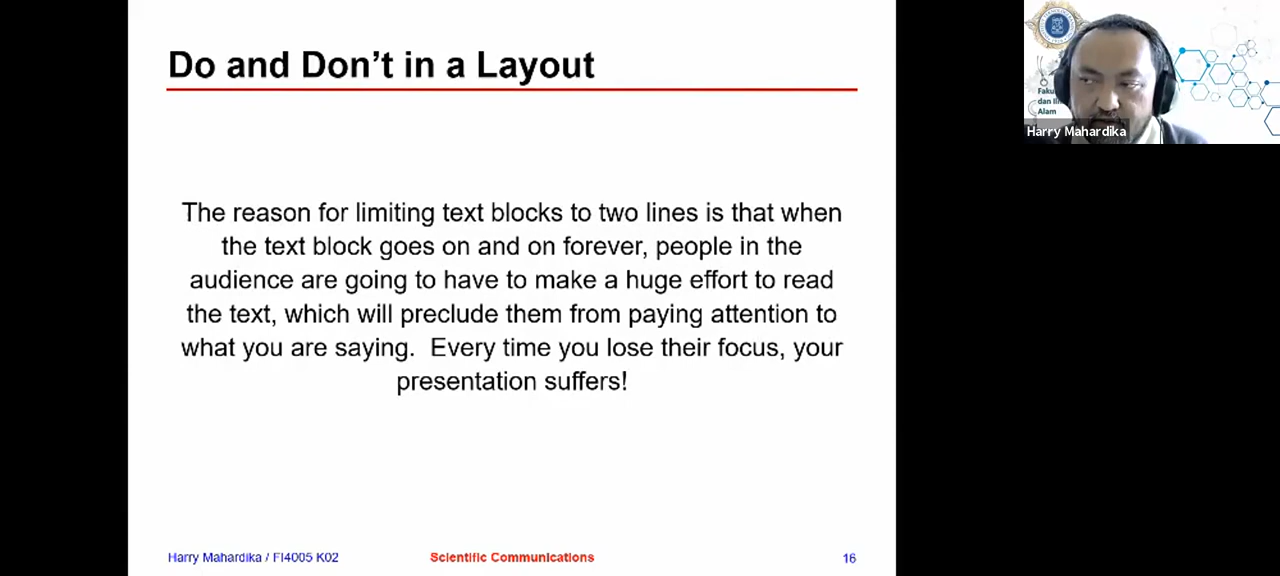 Do and Don't in a Layout
The reason for limiting text blocks to two lines is that when
the text block goes on and on forever, people in the
audience are going to have to make a huge effort to read
the text, which will preclude them from paying attention to
what you are saying.  Every time you lose their focus, your
presentation suffers!
Harry Mahardika / FI4005 K02
Scientific Communications
16
dan
Alam
Harry Mahardika